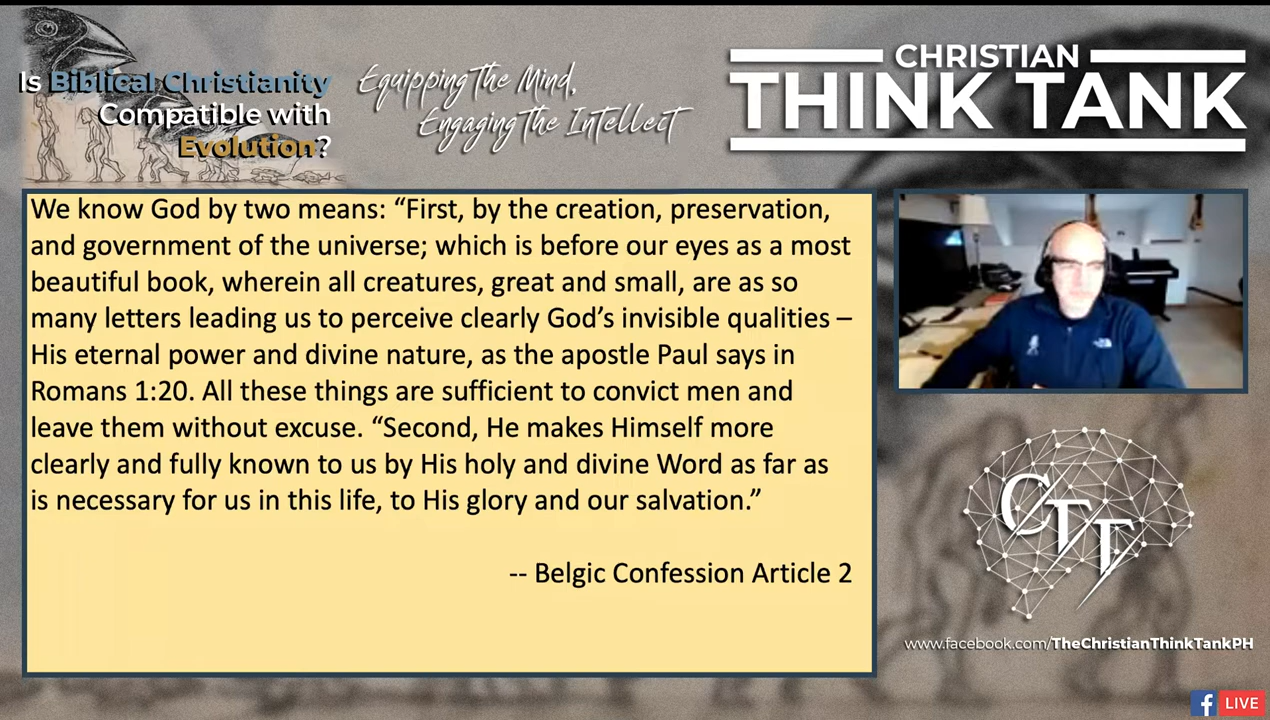 Is Biblical Christianity
Compatible with
Evolution?
Equipping The Mind,
Engaging The Intellect
CHRISTIAN
THINK TANK
We know God by two means: “First, by the creation, preservation,
and government of the universe; which is before our eyes as a most
beautiful book, wherein all creatures, great and small, are as so
many letters leading us to perceive clearly God’s invisible qualities –
His eternal power and divine nature, as the apostle Paul says in
Romans 1:20. All these things are sufficient to convict men and
leave them without excuse. “Second, He makes Himself more
clearly and fully known to us by His holy and divine Word as far as
is necessary for us in this life, to His glory and our salvation.”
-- Belgic Confession Article 2
CTT
www.facebook.com/TheChristianThinkTankPH
f LIVE